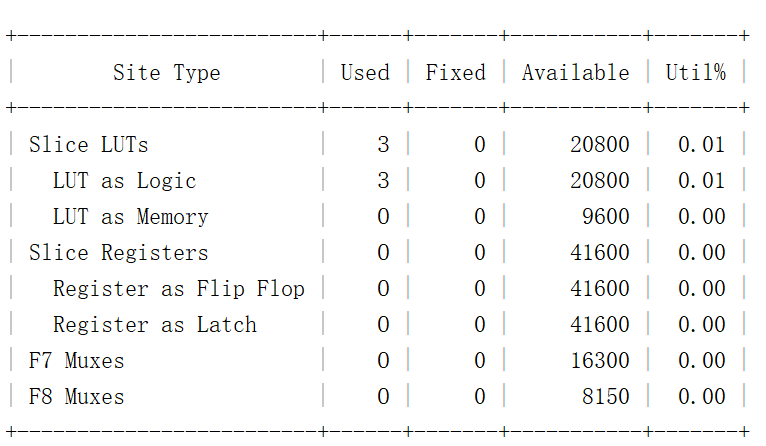 +-------------------------+------+-------+-----------+-------+
|        Site Type        | Used | Fixed | Available | Util% |
+-------------------------+------+-------+-----------+-------+
| Slice LUTs              |    3 |     0 |     20800 |  0.01 |
|   LUT as Logic          |    3 |     0 |     20800 |  0.01 |
|   LUT as Memory         |    0 |     0 |      9600 |  0.00 |
| Slice Registers         |    0 |     0 |     41600 |  0.00 |
|   Register as Flip Flop |    0 |     0 |     41600 |  0.00 |
|   Register as Latch     |    0 |     0 |     41600 |  0.00 |
| F7 Muxes                |    0 |     0 |     16300 |  0.00 |
| F8 Muxes                |    0 |     0 |      8150 |  0.00 |
+-------------------------+------+-------+-----------+-------+